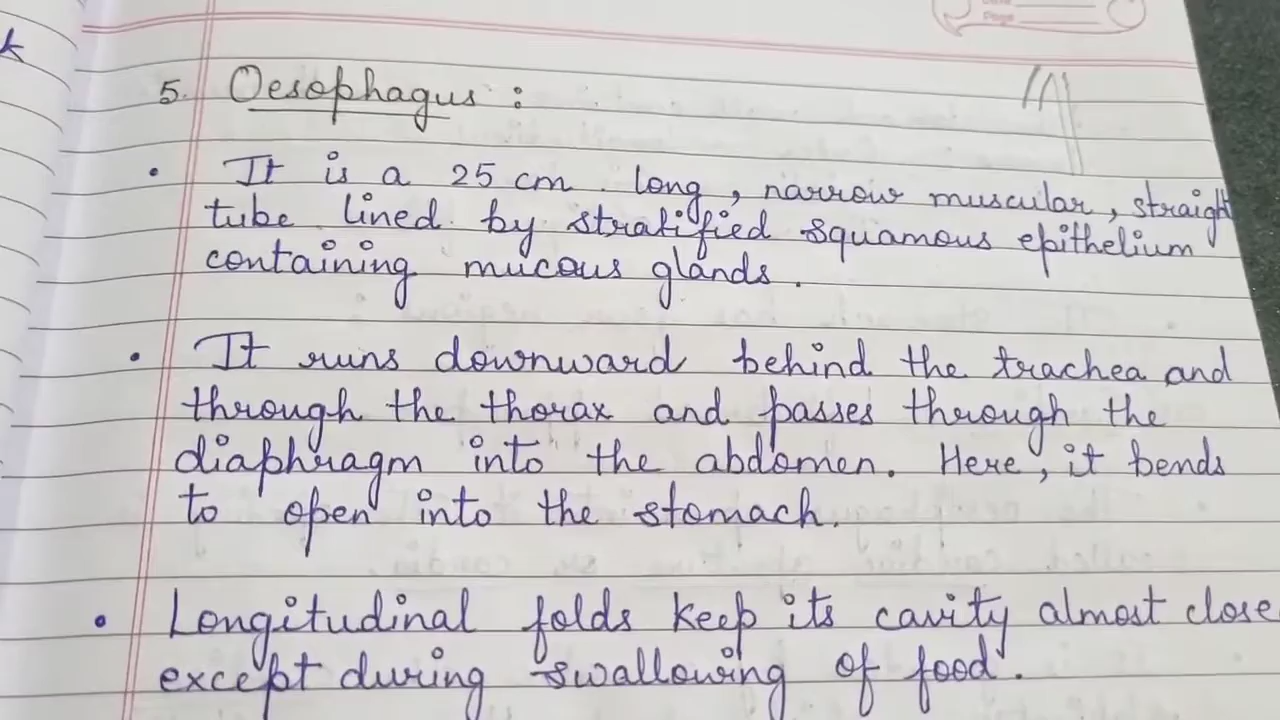 5. Oesophagus :
• It is a 25 cm. long, narrow muscular, straight
tube lined by stratified squamous epithelium
containing mucous glands.
• It runs downward behind the trachea and
through the thorax and passes through the
diaphragm into the abdomen. Here, it bends
to open into the stomach.
• Longitudinal folds keep its cavity almost close
except during swallowing of food.